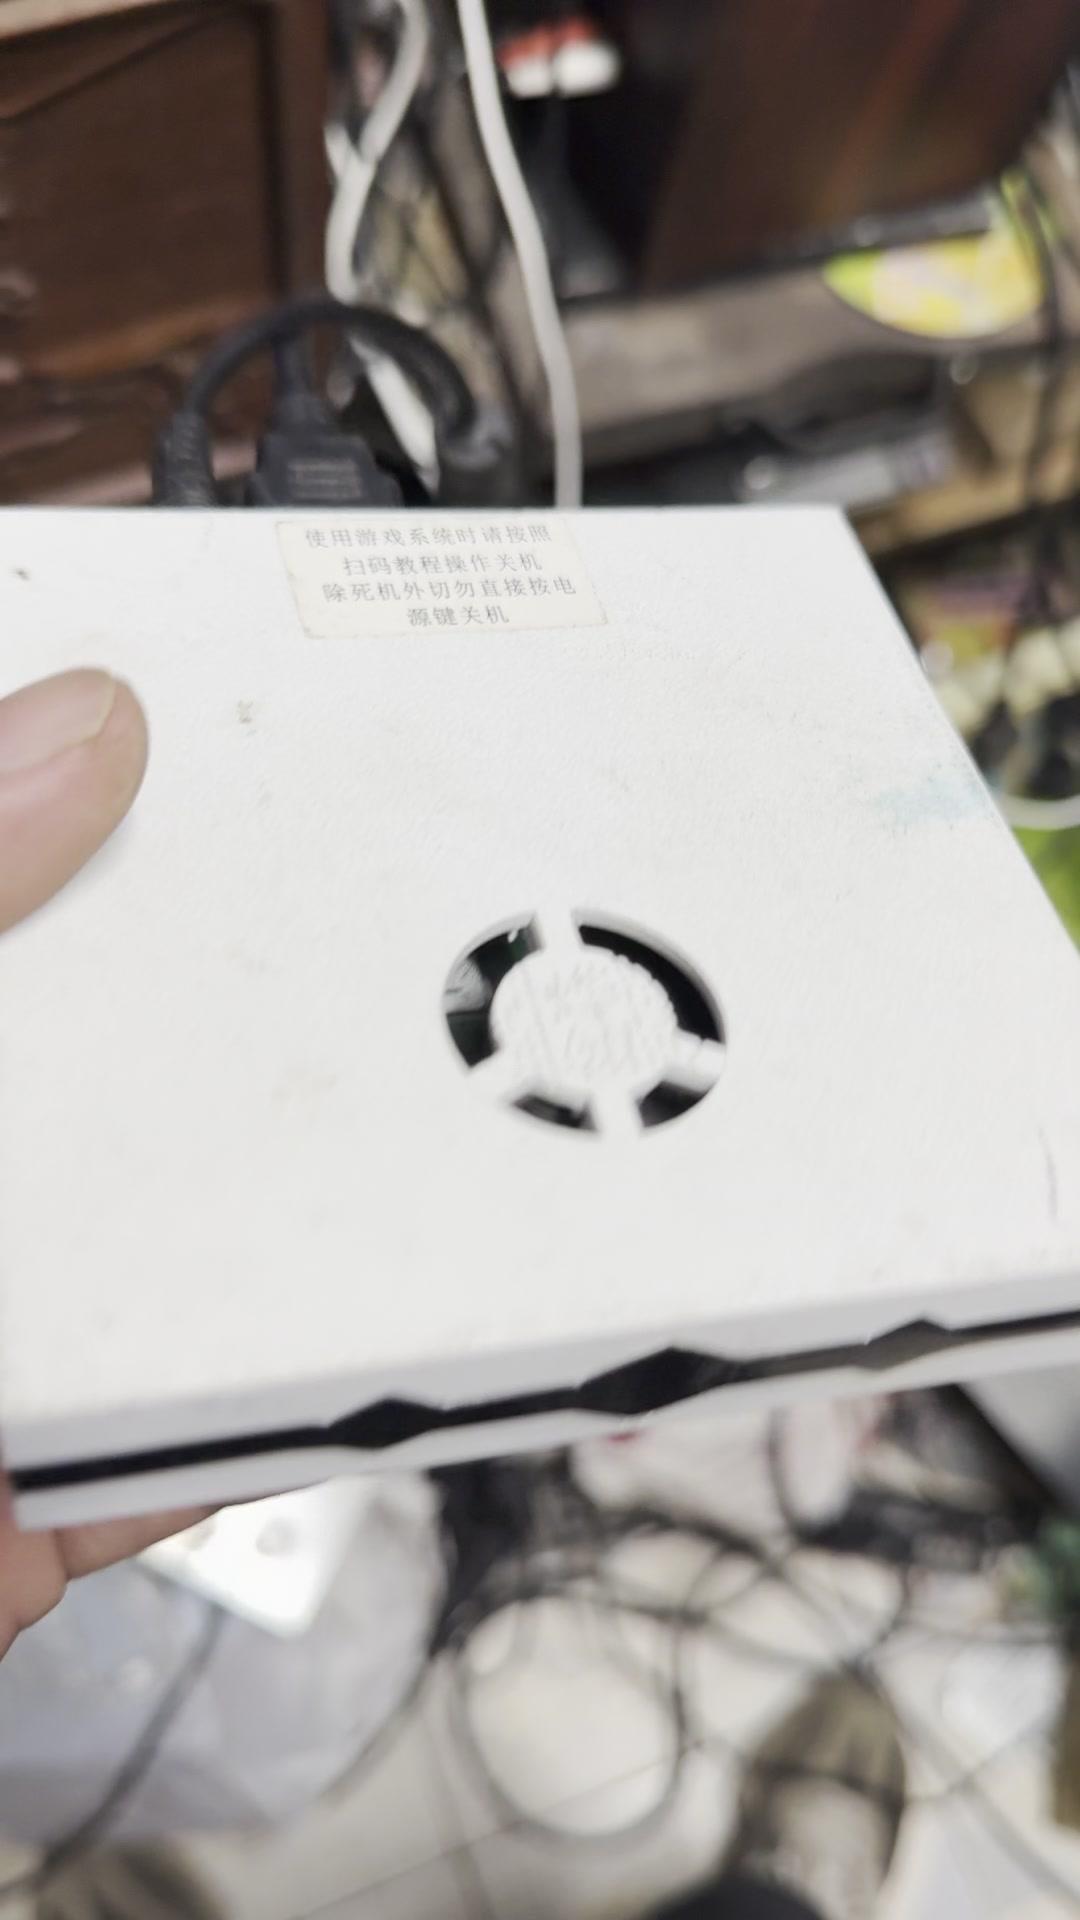 使用游戏系统时请按照
扫码教程操作关机
除死机外切勿直接按电
源键关机